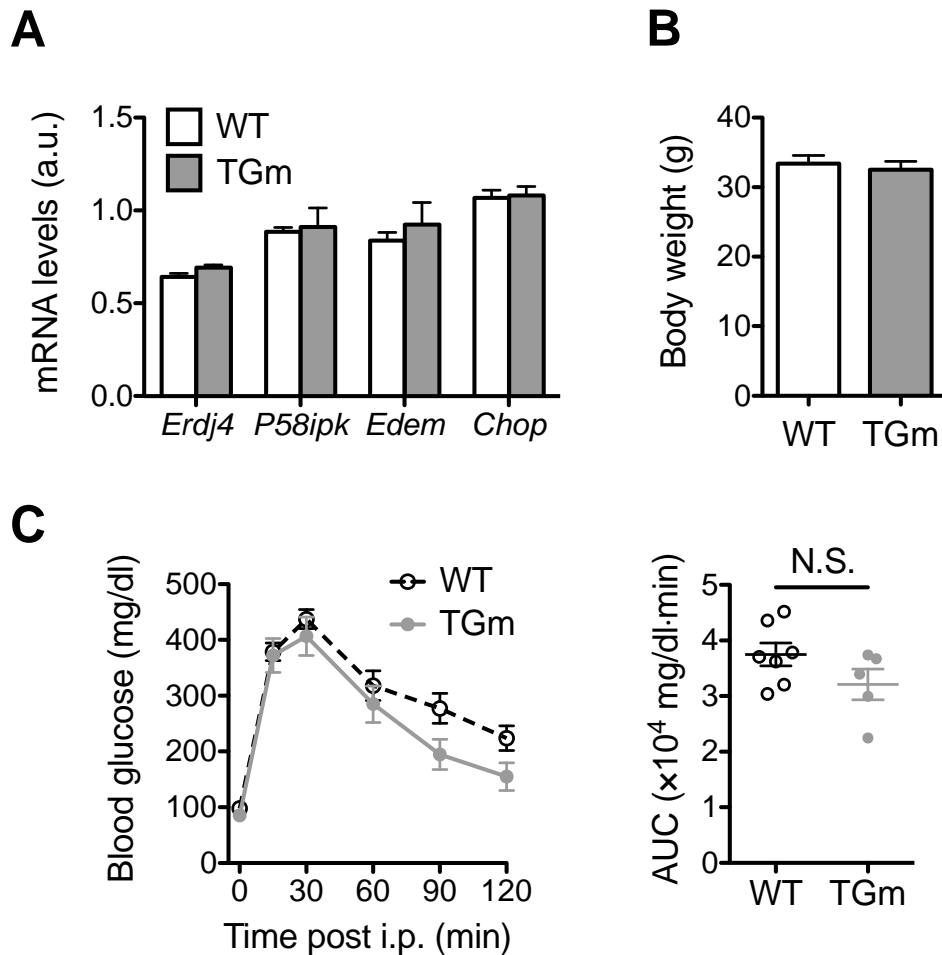 A
mRNA levels (a.u.)
1.5
1.0
0.5
0.0
WT
TGm
Erdj4 P58ipk Edem Chop
B
Body weight (g)
40
30
20
10
0
WT TGm
C
Blood glucose (mg/dl)
500
400
300
200
100
0
WT
TGm
0 30 60 90 120
Time post i.p. (min)
AUC (×10⁴ mg/dl·min)
N.S.
5
4
3
2
1
0
WT TGm